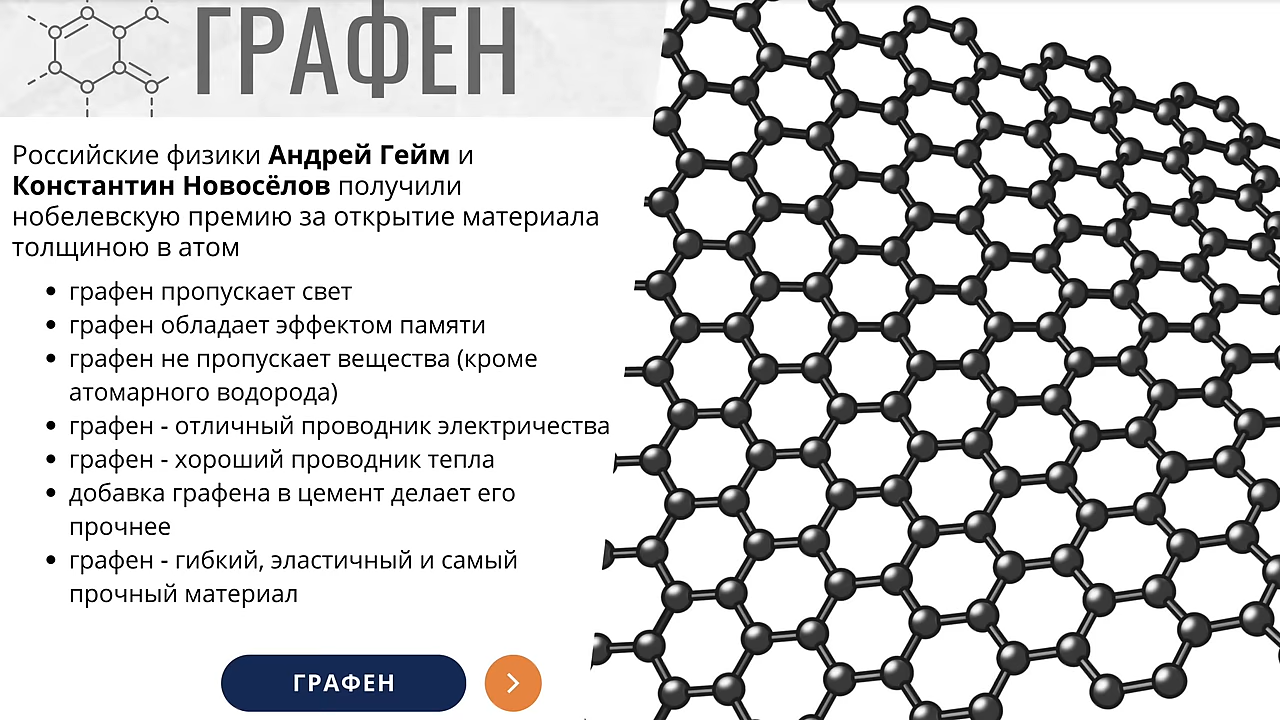 ГРАФЕН
Российские физики Андрей Гейм и
Константин Новосёлов получили
нобелевскую премию за открытие материала
толщиною в атом
• графен пропускает свет
• графен обладает эффектом памяти
• графен не пропускает вещества (кроме
атомарного водорода)
• графен - отличный проводник электричества
• графен - хороший проводник тепла
• добавка графена в цемент делает его
прочнее
• графен - гибкий, эластичный и самый
прочный материал
ГРАФЕН